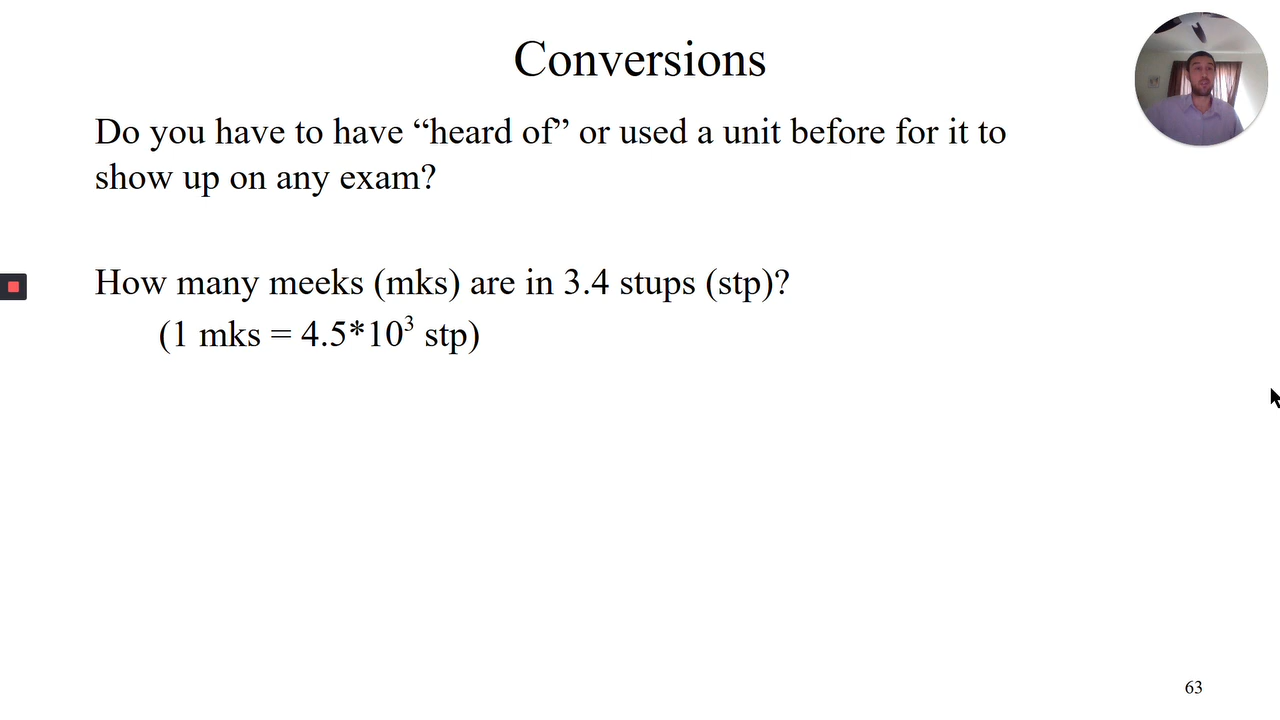 Conversions
Do you have to have “heard of” or used a unit before for it to
show up on any exam?
How many meeks (mks) are in 3.4 stups (stp)?
(1 mks = 4.5*10³ stp)
63